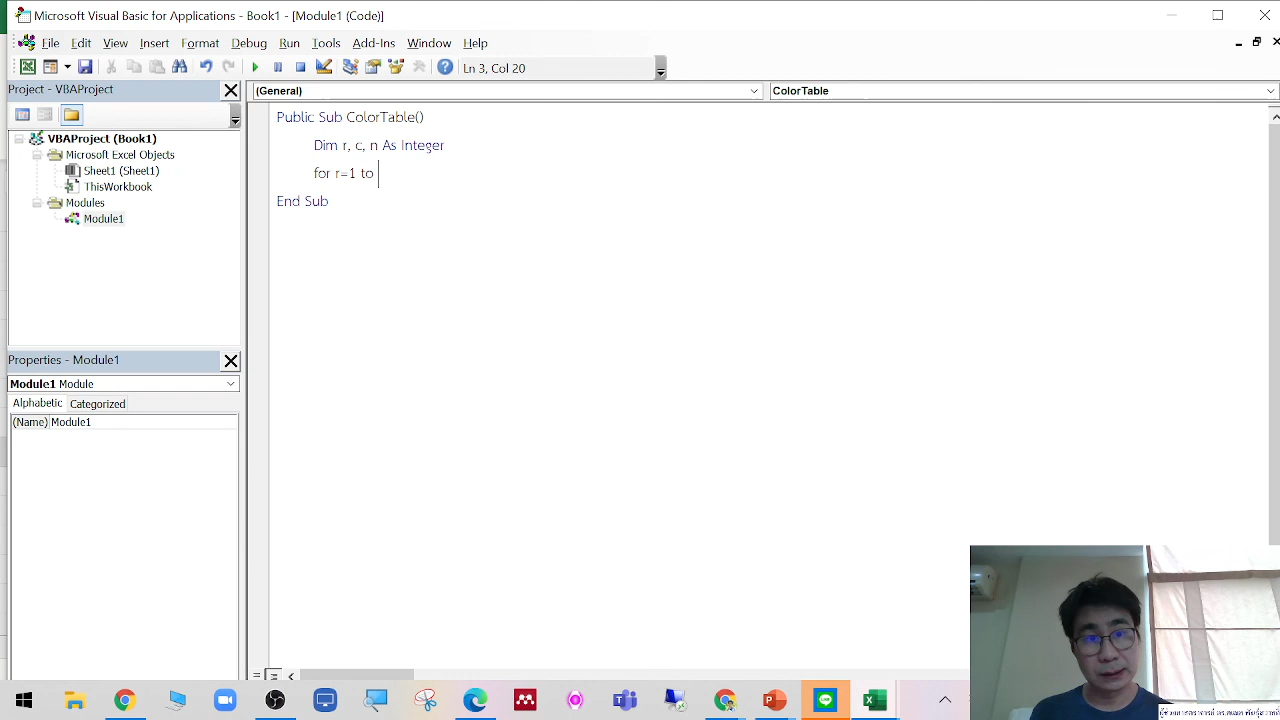 Microsoft Visual Basic for Applications - Book1 - [Module1 (Code)]
File Edit View Insert Format Debug Run Tools Add-Ins Window Help
Ln 3, Col 20
Project - VBAProject
(General)
ColorTable
VBAProject (Book1)
Microsoft Excel Objects
Sheet1 (Sheet1)
ThisWorkbook
Modules
Module1
Public Sub ColorTable()
Dim r, c, n As Integer
for r=1 to
End Sub
Properties - Module1
Module1 Module
Alphabetic Categorized
(Name) Module1